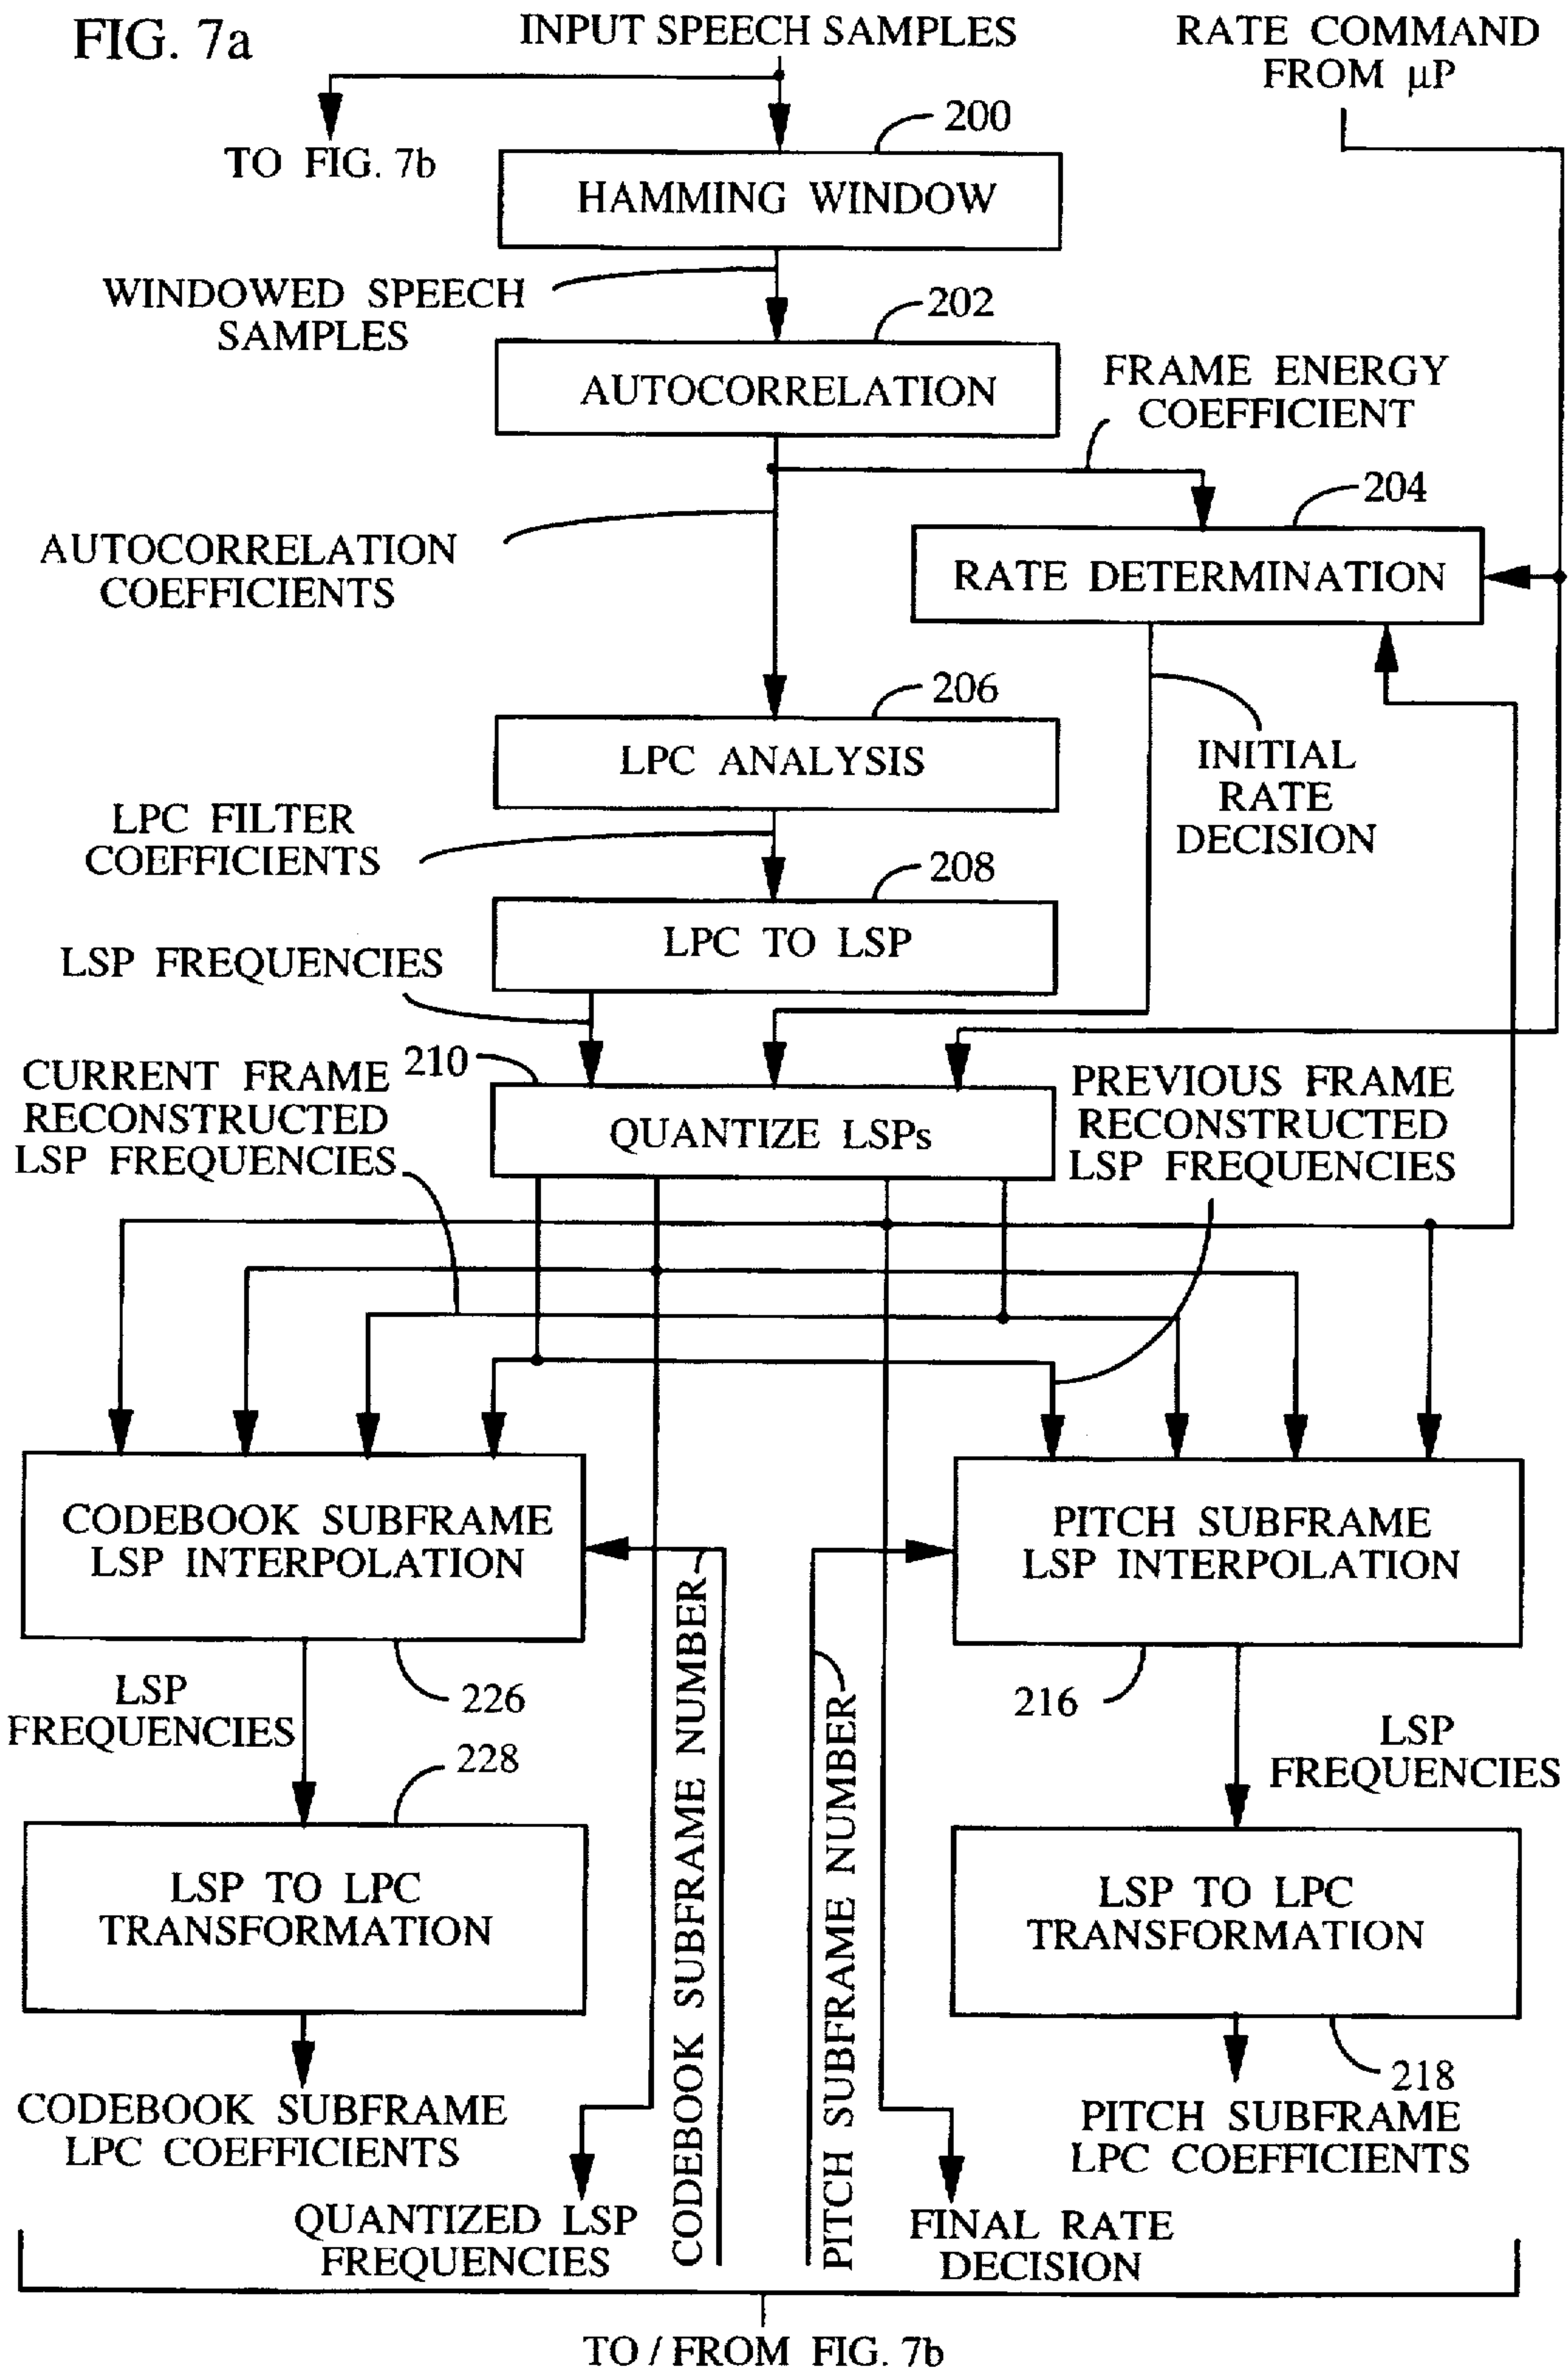 FIG. 7a
INPUT SPEECH SAMPLES
RATE COMMAND
FROM μP
TO FIG. 7b
200
HAMMING WINDOW
WINDOWED SPEECH
SAMPLES
202
AUTOCORRELATION
FRAME ENERGY
COEFFICIENT
204
AUTOCORRELATION
COEFFICIENTS
RATE DETERMINATION
206
LPC ANALYSIS
INITIAL
RATE
DECISION
LPC FILTER
COEFFICIENTS
208
LPC TO LSP
LSP FREQUENCIES
210
CURRENT FRAME
RECONSTRUCTED
LSP FREQUENCIES
QUANTIZE LSPs
PREVIOUS FRAME
RECONSTRUCTED
LSP FREQUENCIES
CODEBOOK SUBFRAME
LSP INTERPOLATION
PITCH SUBFRAME
LSP INTERPOLATION
CODEBOOK SUBFRAME NUMBER
PITCH SUBFRAME NUMBER
LSP
FREQUENCIES
226
216
LSP
FREQUENCIES
228
LSP TO LPC
TRANSFORMATION
LSP TO LPC
TRANSFORMATION
218
CODEBOOK SUBFRAME
LPC COEFFICIENTS
PITCH SUBFRAME
LPC COEFFICIENTS
QUANTIZED LSP
FREQUENCIES
FINAL RATE
DECISION
TO / FROM FIG. 7b